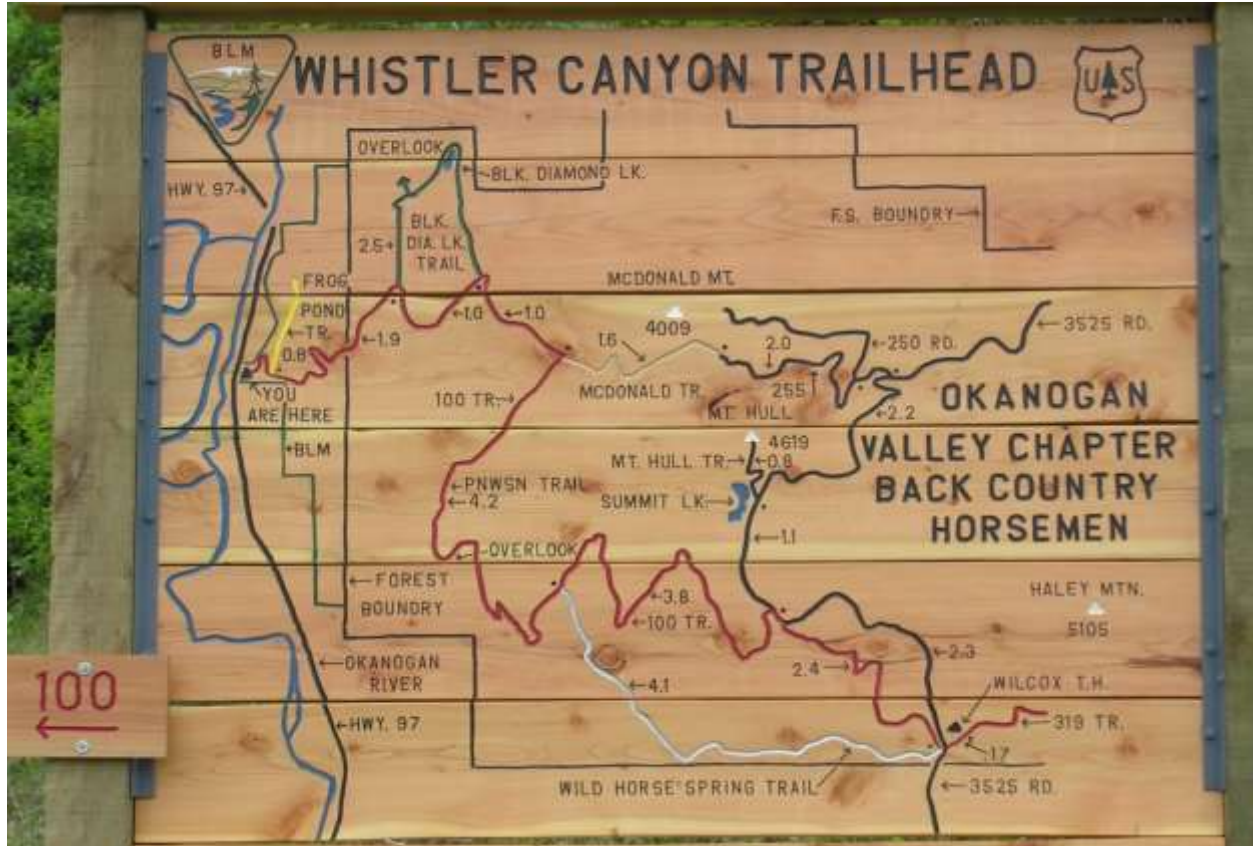 BLM
WHISTLER CANYON TRAILHEAD
US
OVERLOOK
BLK. DIAMOND LK.
HWY. 97
F.S. BOUNDRY
BLK.
DIA. LK.
TRAIL
2.5+
FROG
POND
TR.
0.8
MCDONALD MT.
4009
1.9
1.0
1.0
1.6
2.0
3525 RD.
250 RD.
YOU
ARE HERE
100 TR.
MCDONALD TR.
255
MT. HULL
2.2
OKANOGAN
VALLEY CHAPTER
BACK COUNTRY
HORSEMEN
BLM
4619
MT. HULL TR.
0.8
PNWSN TRAIL
4.2
SUMMIT LK.
1.1
OVERLOOK
FOREST
BOUNDRY
3.8
100 TR.
HALEY MTN.
5105
OKANOGAN
RIVER
4.1
2.4
2.3
WILCOX T.H.
100
HWY. 97
319 TR.
1.7
WILD HORSE SPRING TRAIL
3525 RD.